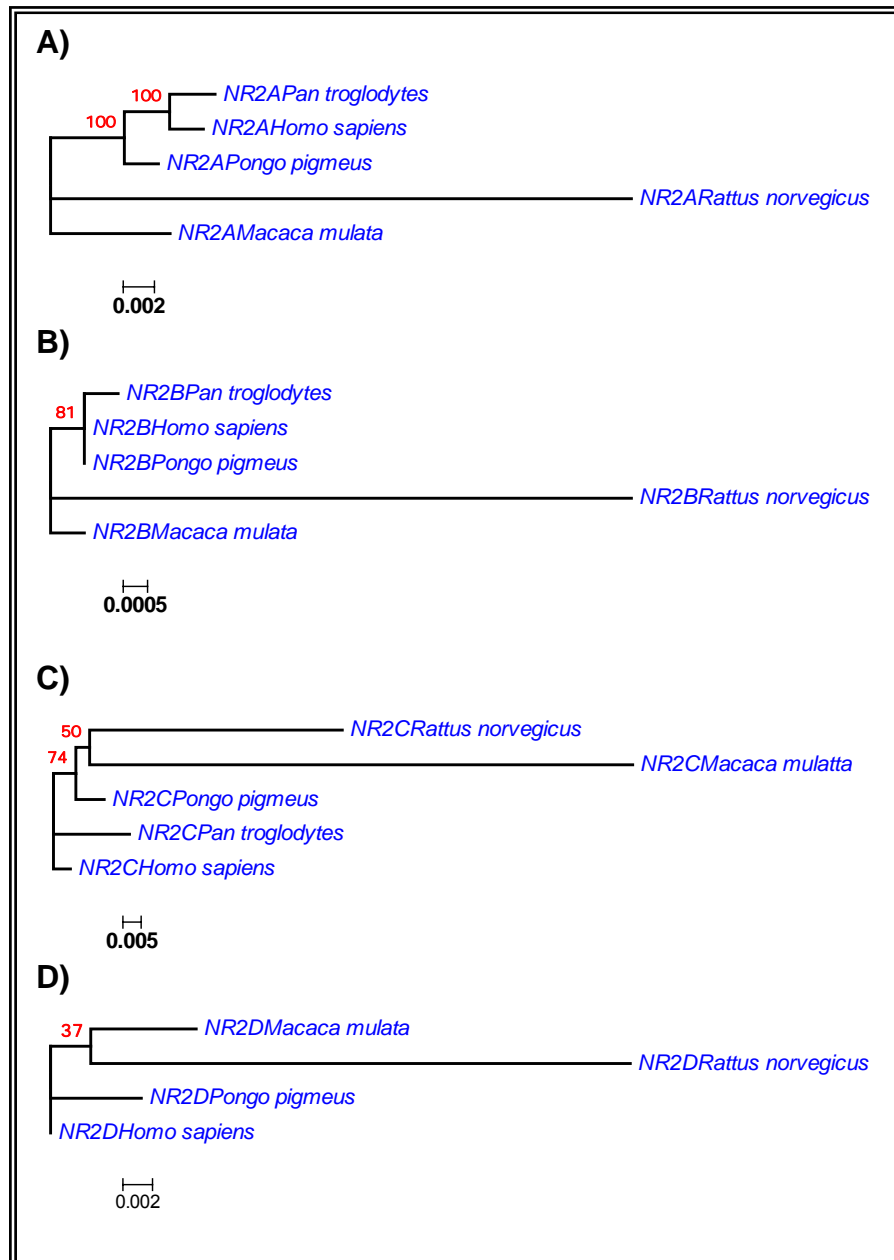 A)
100
NR2APan troglodytes
100
NR2AHomo sapiens
NR2APongo pigmeus
NR2ARattus norvegicus
NR2AMacaca mulata
0.002
B)
NR2BPan troglodytes
81
NR2BHomo sapiens
NR2BPongo pigmeus
NR2BRattus norvegicus
NR2BMacaca mulata
0.0005
C)
50
NR2CRattus norvegicus
74
NR2CMacaca mulatta
NR2CPongo pigmeus
NR2CPan troglodytes
NR2CHomo sapiens
0.005
D)
37
NR2DMacaca mulata
NR2DRattus norvegicus
NR2DPongo pigmeus
NR2DHomo sapiens
0.002